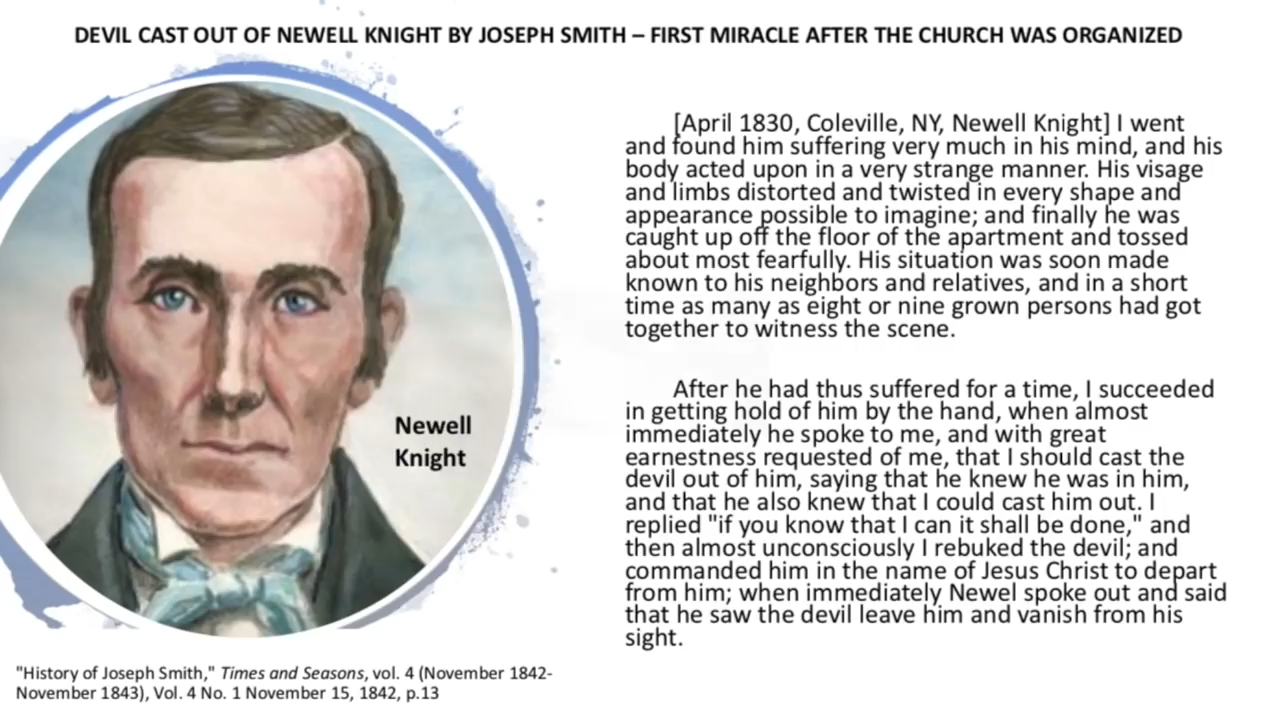 DEVIL CAST OUT OF NEWELL KNIGHT BY JOSEPH SMITH – FIRST MIRACLE AFTER THE CHURCH WAS ORGANIZED
[April 1830, Coleville, NY, Newell Knight] I went
and found him suffering very much in his mind, and his
body acted upon in a very strange manner. His visage
and limbs distorted and twisted in every shape and
appearance possible to imagine; and finally he was
caught up off the floor of the apartment and tossed
about most fearfully. His situation was soon made
known to his neighbors and relatives, and in a short
time as many as eight or nine grown persons had got
together to witness the scene.
After he had thus suffered for a time, I succeeded
in getting hold of him by the hand, when almost
immediately he spoke to me, and with great
earnestness requested of me, that I should cast the
devil out of him, saying that he knew he was in him,
and that he also knew that I could cast him out. I
replied "if you know that I can it shall be done," and
then almost unconsciously I rebuked the devil; and
commanded him in the name of Jesus Christ to depart
from him; when immediately Newel spoke out and said
that he saw the devil leave him and vanish from his
sight.
Newell
Knight
"History of Joseph Smith," Times and Seasons, vol. 4 (November 1842-
November 1843), Vol. 4 No. 1 November 15, 1842, p.13